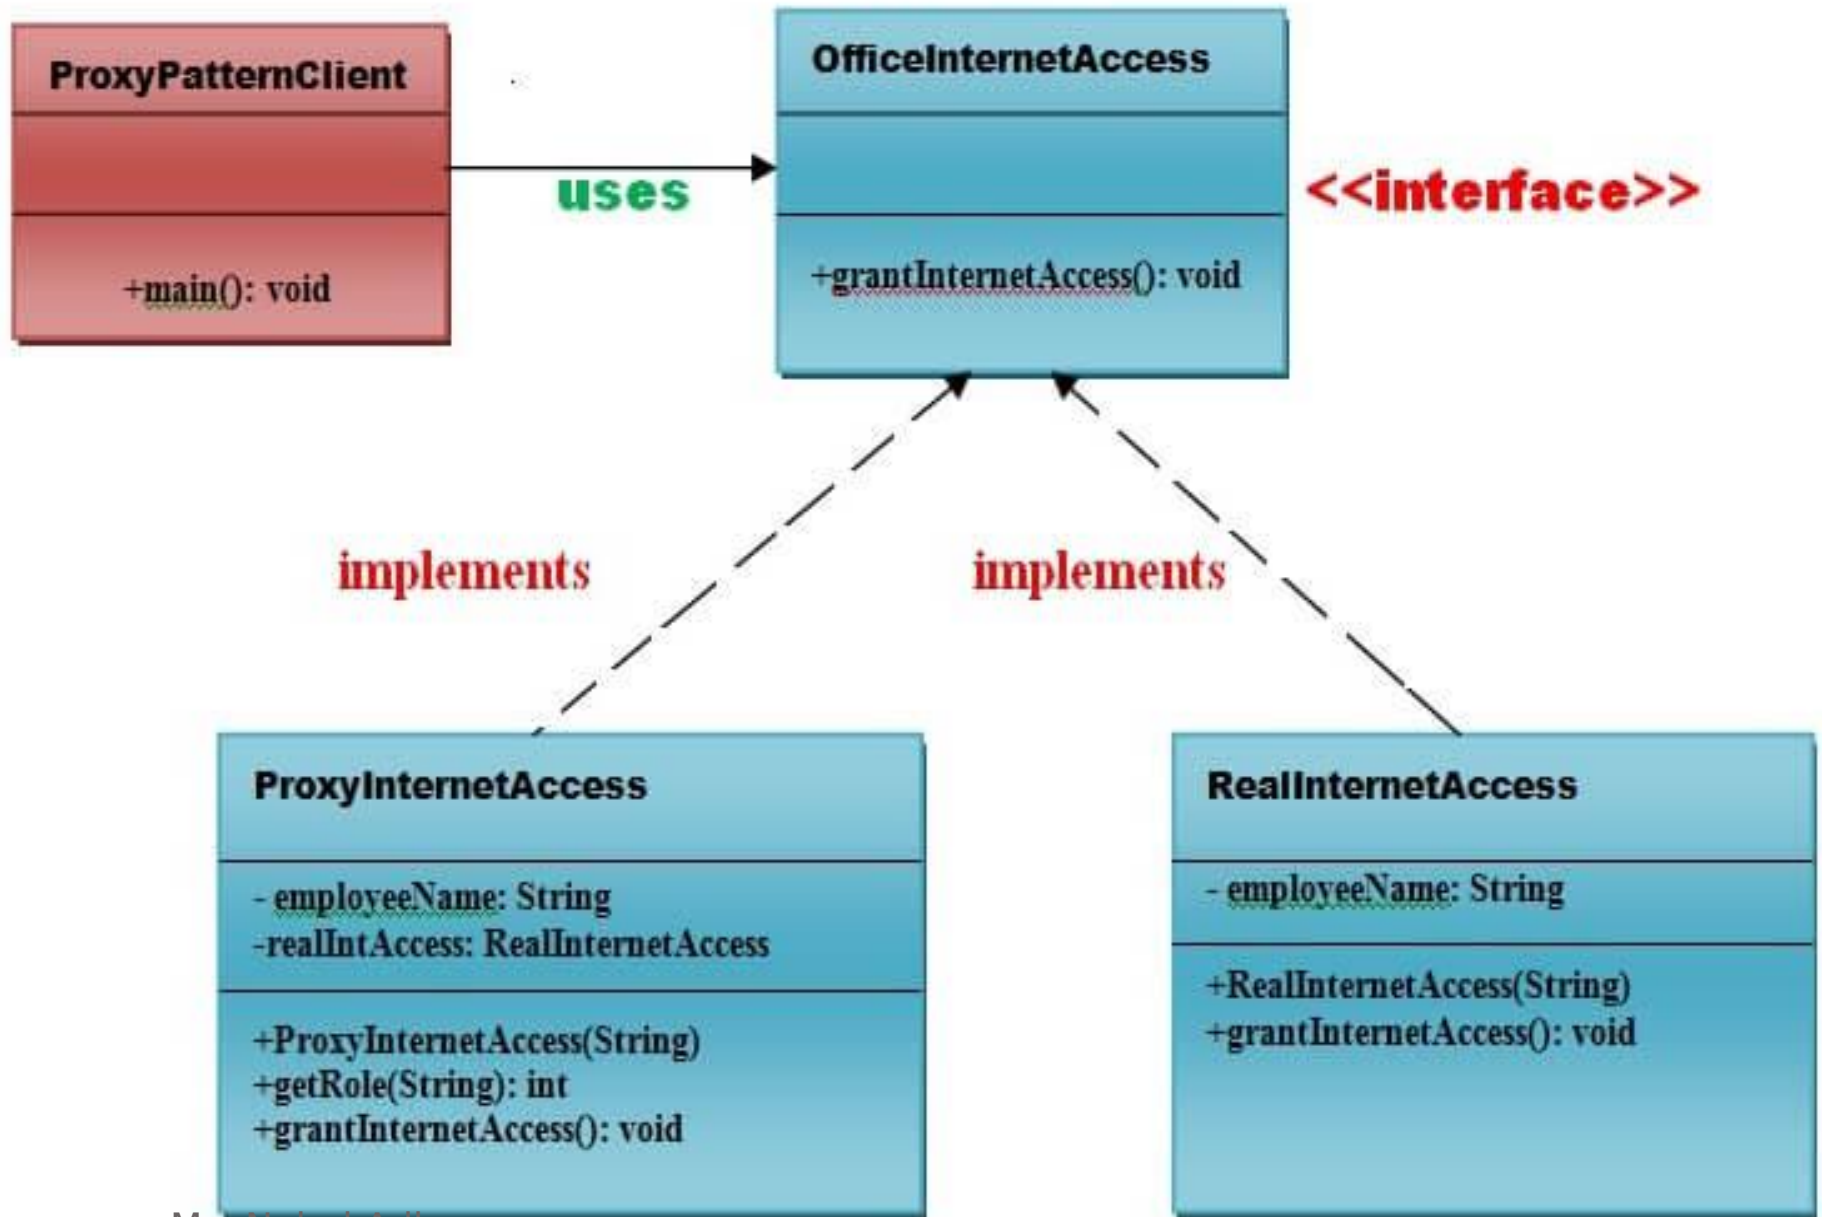 ProxyPatternClient
+main(): void
uses
OfficeInternetAccess
+grantInternetAccess(): void
<<interface>>
implements
implements
ProxyInternetAccess
- employeeName: String
-realIntAccess: RealInternetAccess
+ProxyInternetAccess(String)
+getRole(String): int
+grantInternetAccess(): void
RealInternetAccess
- employeeName: String
+RealInternetAccess(String)
+grantInternetAccess(): void